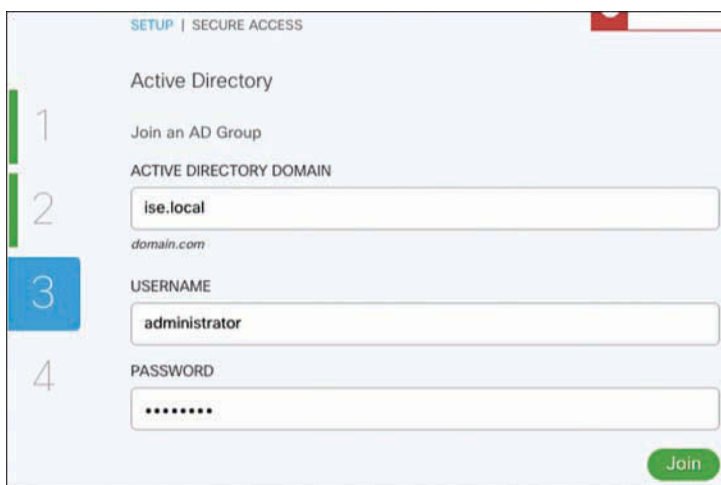 SETUP | SECURE ACCESS
Active Directory
1
Join an AD Group
ACTIVE DIRECTORY DOMAIN
2
ise.local
domain.com
3
USERNAME
administrator
4
PASSWORD
••••••••
Join